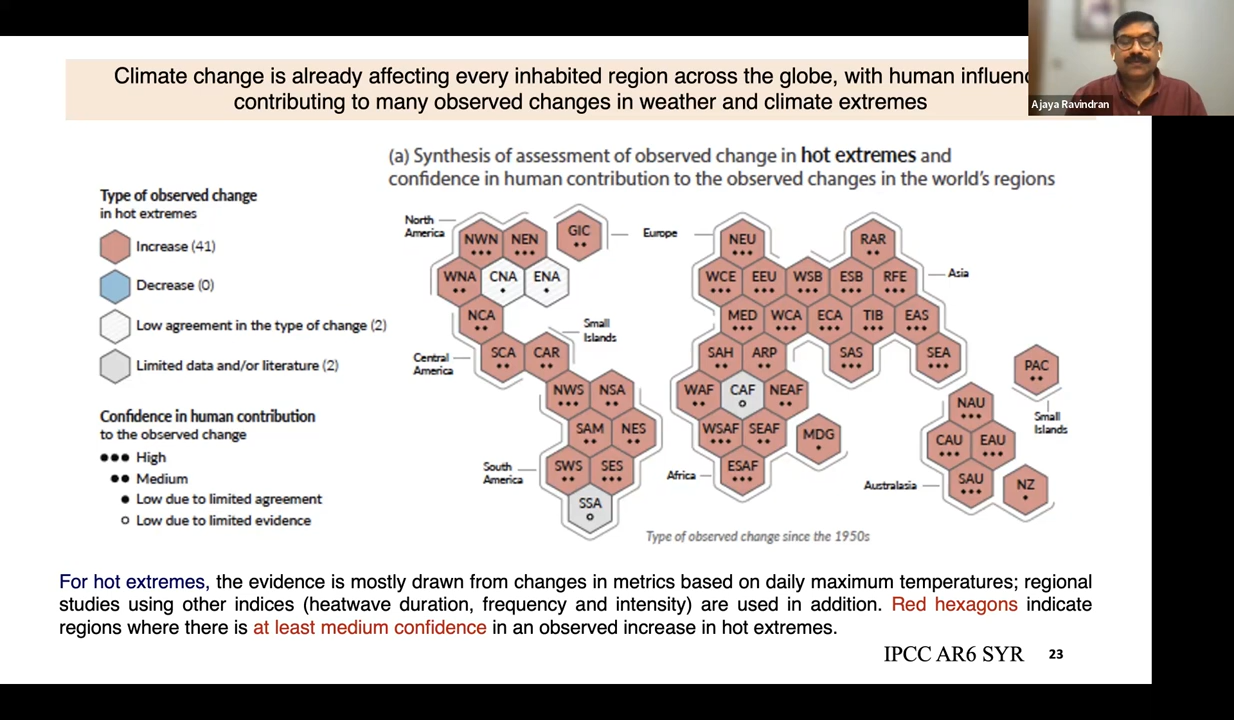 Climate change is already affecting every inhabited region across the globe, with human
contributing to many observed changes in weather and climate extremes
Ajaya Ravindran
(a) Synthesis of assessment of observed change in hot extremes and
confidence in human contribution to the observed changes in the world's regions
Type of observed change
in hot extremes
Increase (41)
Decrease (0)
Low agreement in the type of change (2)
Limited data and/or literature (2)
Confidence in human contribution
to the observed change
●●● High
●● Medium
● Low due to limited agreement
○ Low due to limited evidence
North
America
NWN NEN
GIC
Europe
NEU
RAR
WNA CNA ENA
WCE EEU WSB ESB RFE
Asia
NCA
MED WCA ECA TIB EAS
Small
Islands
Central
America
SCA CAR
SAH ARP
SAS
SEA
PAC
NWS NSA
WAF CAF NEAF
NAU
Small
Islands
SAM NES
WSAF SEAF MDG
CAU EAU
South
America
SWS SES
Africa
ESAF
Australasia
SAU NZ
SSA
Type of observed change since the 1950s
For hot extremes, the evidence is mostly drawn from changes in metrics based on daily maximum temperatures; regional
studies using other indices (heatwave duration, frequency and intensity) are used in addition. Red hexagons indicate
regions where there is at least medium confidence in an observed increase in hot extremes.
IPCC AR6 SYR 23